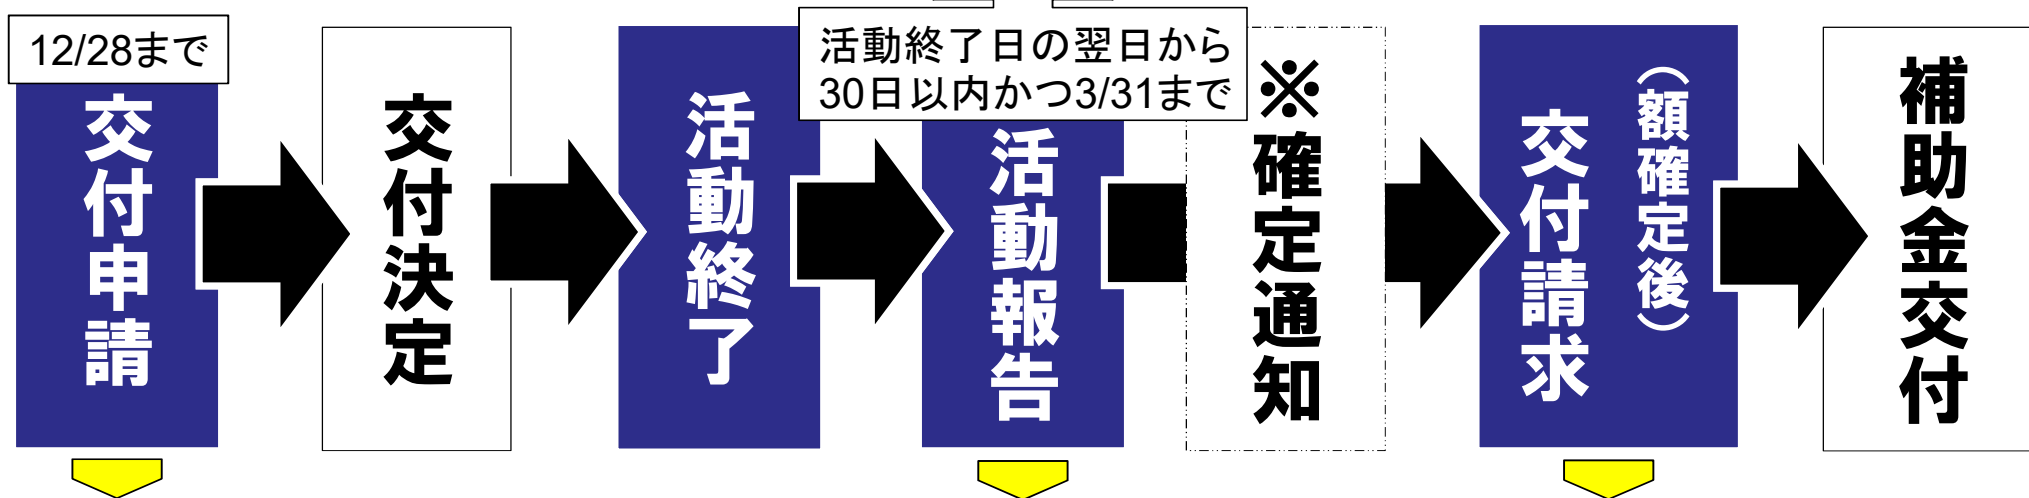 12/28まで
交付申請
交付決定
活動終了
活動終了日の翌日から
30日以内かつ3/31まで
活動報告
※確定通知
(額確定後)
交付請求
補助金交付